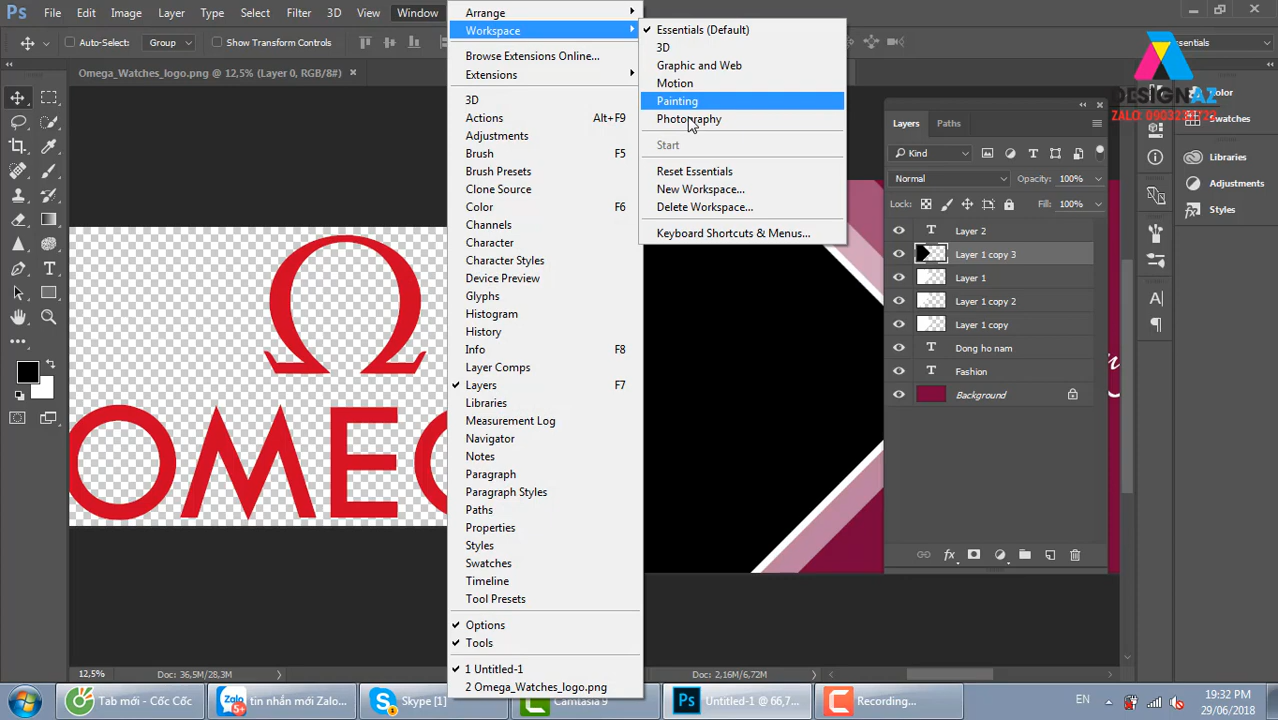 Ps File Edit Image Layer Type Select Filter 3D View Window
Auto-Select: Group Show Transform Controls
Omega_Watches_logo.png @ 12,5% (Layer 0, RGB/8#) ×
OMEG
12,5% Doc: 36,5M/28,3M
Arrange
Workspace
Browse Extensions Online...
Extensions
3D
Actions Alt+F9
Adjustments
Brush F5
Brush Presets
Clone Source
Color F6
Channels
Character
Character Styles
Device Preview
Glyphs
Histogram
History
Info F8
Layer Comps
Layers F7
Libraries
Measurement Log
Navigator
Notes
Paragraph
Paragraph Styles
Paths
Properties
Styles
Swatches
Timeline
Tool Presets
Options
Tools
1 Untitled-1
2 Omega_Watches_logo.png
Essentials (Default)
3D
Graphic and Web
Motion
Painting
Photography
Start
Reset Essentials
New Workspace...
Delete Workspace...
Keyboard Shortcuts & Menus...
Layers Paths
Kind
Normal Opacity: 100%
Lock: Fill: 100%
Layer 2
Layer 1 copy 3
Layer 1
Layer 1 copy 2
Layer 1 copy
Dong ho nam
Fashion
Background
fx
Doc: 2,16M/6,72M
ssentials
Color
DESIGNAZ
Swatches
Libraries
Adjustments
Styles
Tab mới - Cốc Cốc
tin nhắn mới Zalo...
Skype [1]
Camtasia 9
Ps Untitled-1 @ 66,7...
Recording...
EN
19:32 PM
29/06/2018